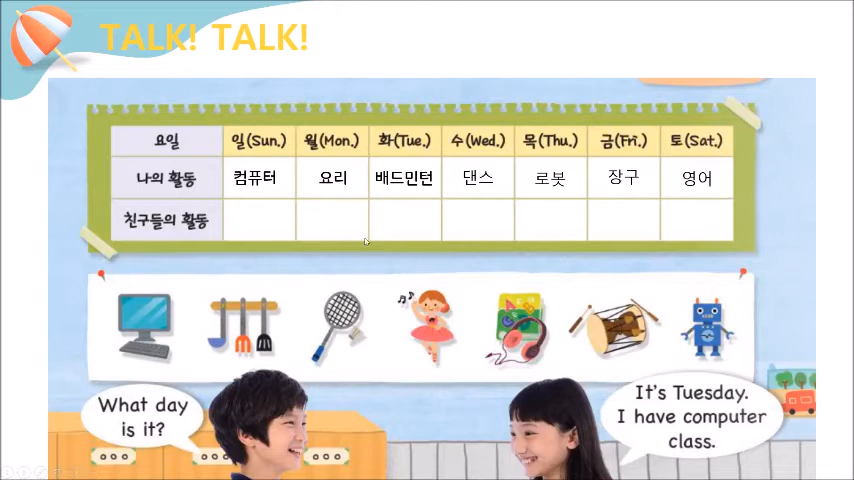 TALK! TALK!
요일 일(Sun.) 월(Mon.) 화(Tue.) 수(Wed.) 목(Thu.) 금(Fri.) 토(Sat.)
나의 활동 컴퓨터 요리 배드민턴 댄스 로봇 장구 영어
친구들의 활동
What day
is it?
It's Tuesday.
I have computer
class.